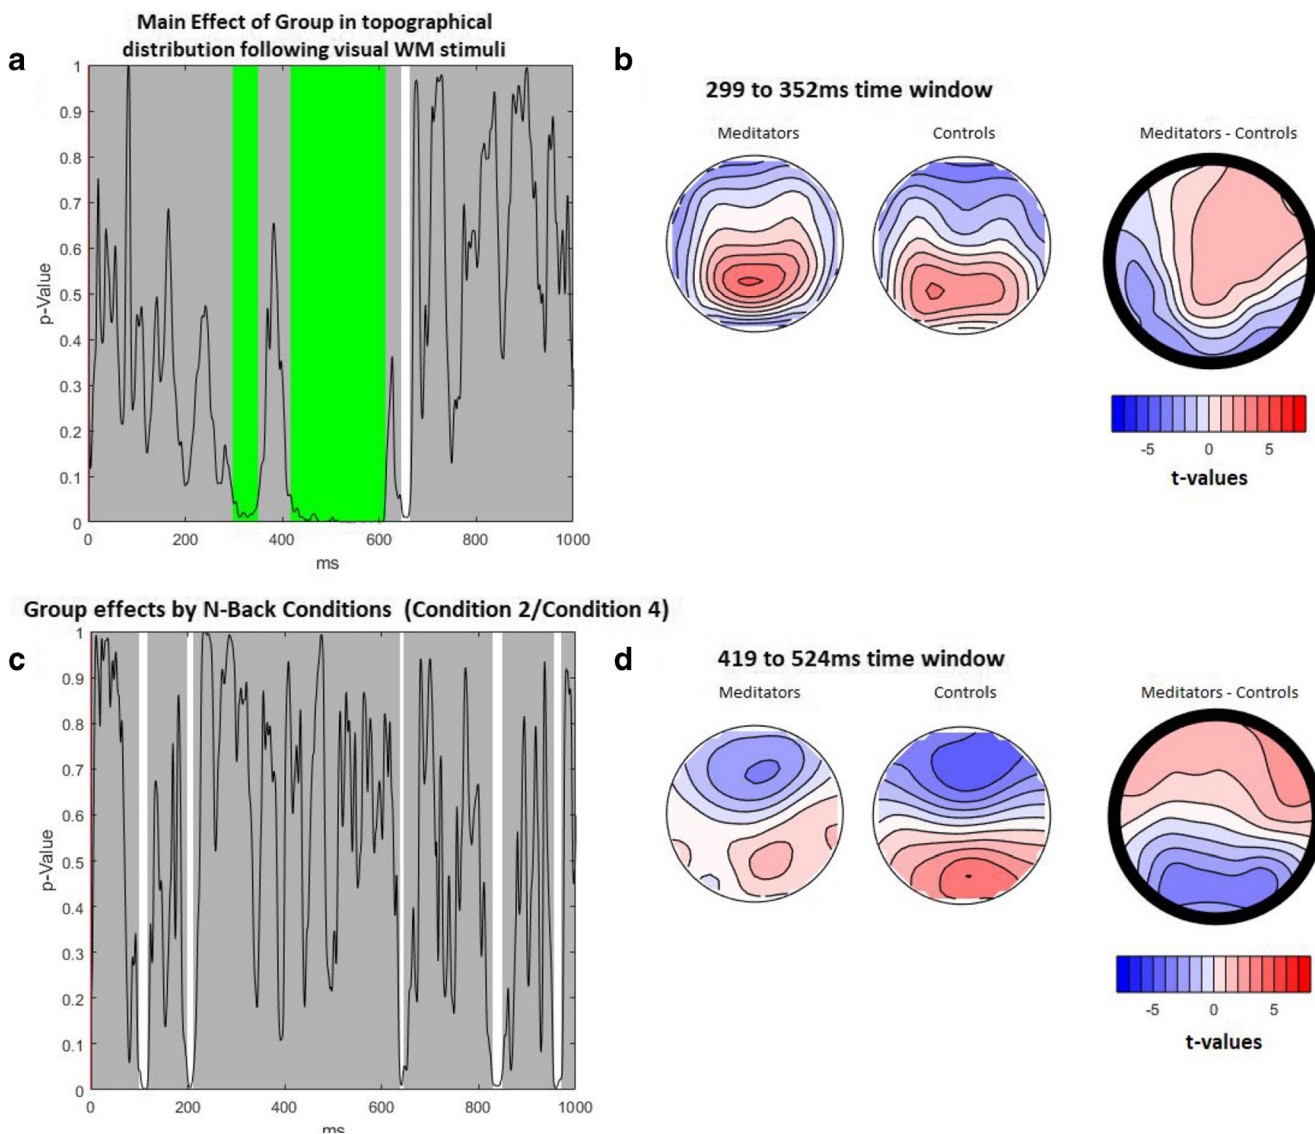 Main Effect of Group in topographical
distribution following visual WM stimuli
a
1
0.9
0.8
0.7
0.6
0.5
0.4
0.3
0.2
0.1
0
p-Value
0 200 400 600 800 1000
ms
b
299 to 352ms time window
Meditators Controls Meditators - Controls
-5 0 5
t-values
Group effects by N-Back Conditions (Condition 2/Condition 4)
c
1
0.9
0.8
0.7
0.6
0.5
0.4
0.3
0.2
0.1
0
p-Value
0 200 400 600 800 1000
ms
d
419 to 524ms time window
Meditators Controls Meditators - Controls
-5 0 5
t-values